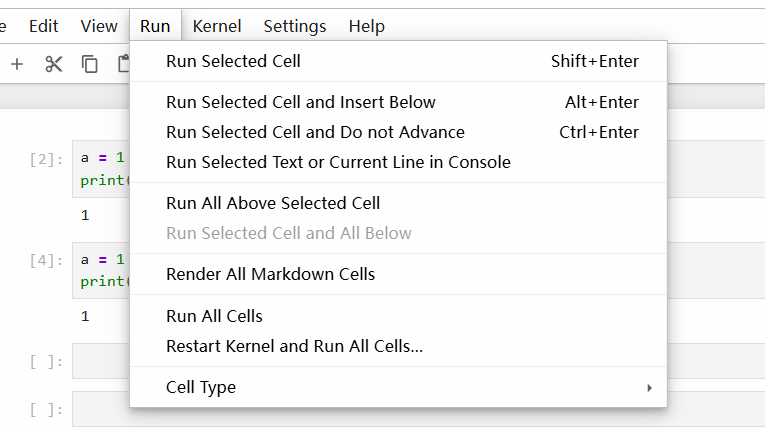 e Edit View Run Kernel Settings Help
Run Selected Cell Shift+Enter
Run Selected Cell and Insert Below Alt+Enter
Run Selected Cell and Do not Advance Ctrl+Enter
Run Selected Text or Current Line in Console
Run All Above Selected Cell
Run Selected Cell and All Below
Render All Markdown Cells
Run All Cells
Restart Kernel and Run All Cells...
Cell Type
[2]: a = 1
print(
1
[4]: a = 1
print(
1
[ ]:
[ ]: